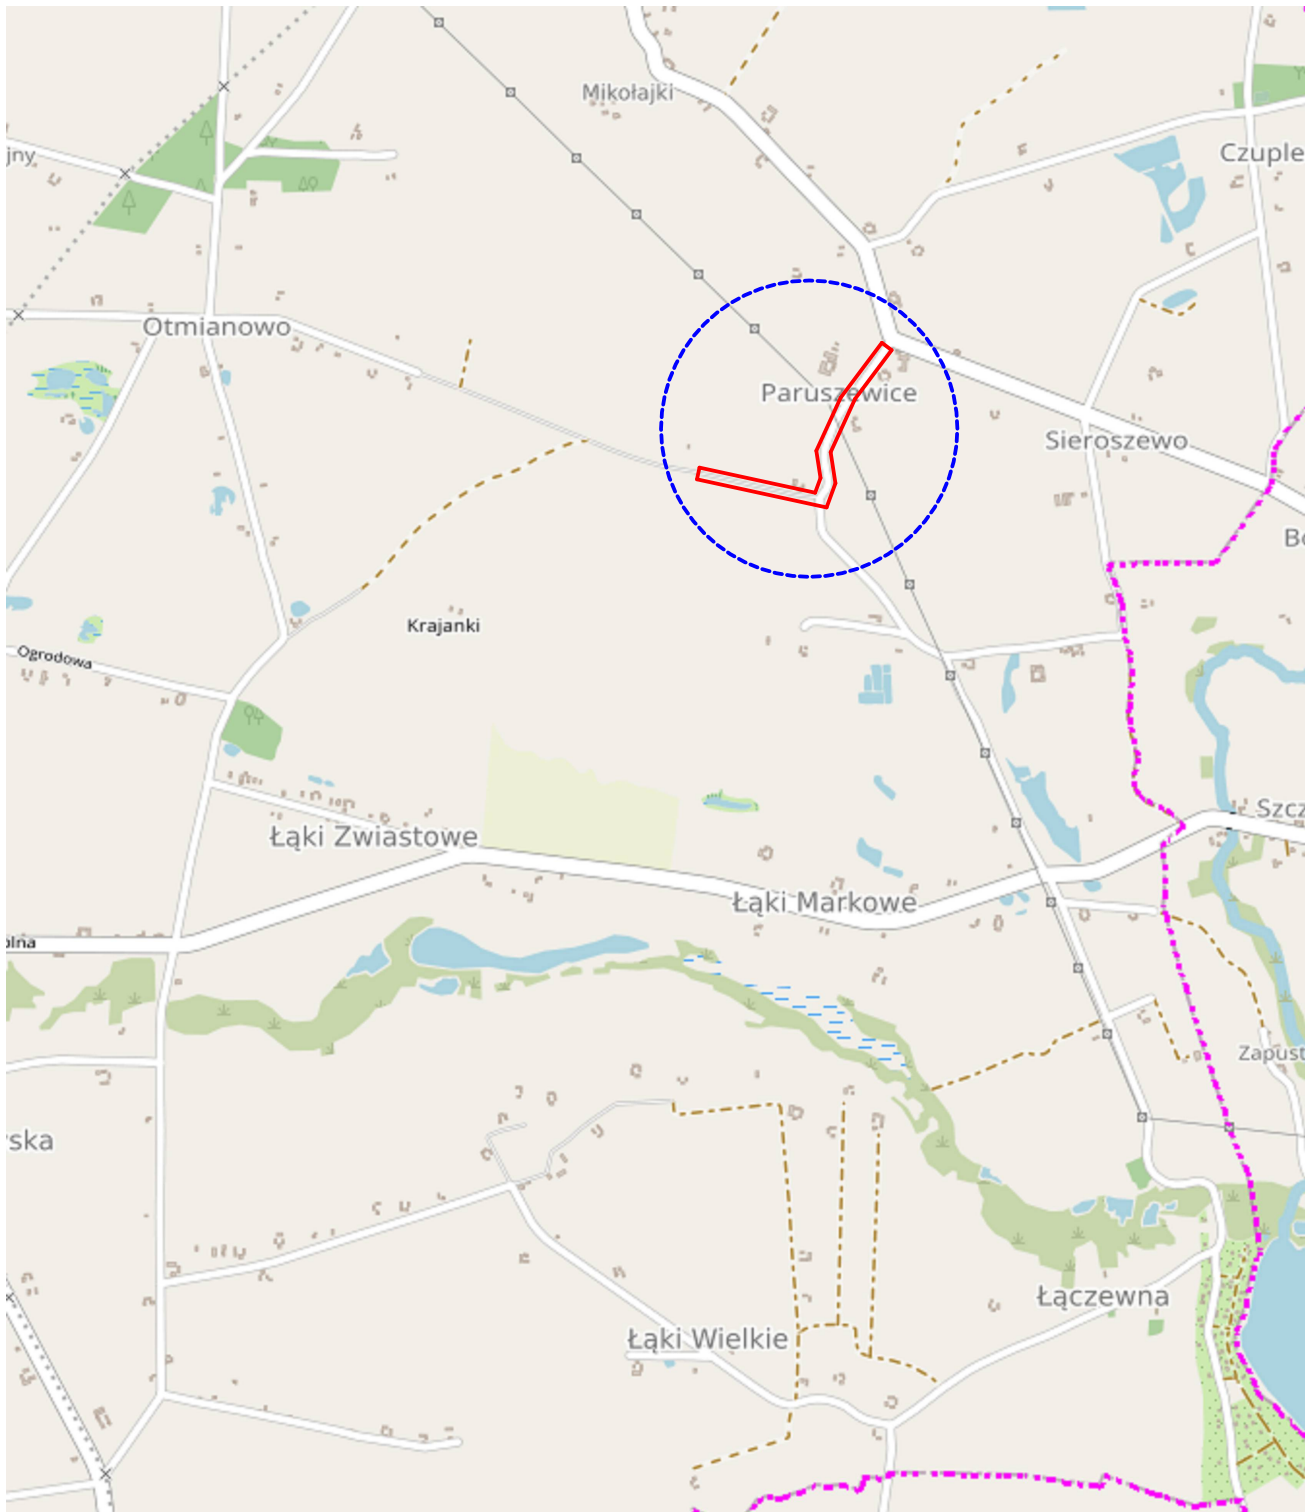 Mikołajki
jny
Czuple
Otmianowo
Paruszewice
Sieroszewo
Bo
Krajanki
Ogrodowa
Szcz
Łąki Zwiastowe
Łąki Markowe
olna
Zapust
ska
Łączewna
Łąki Wielkie